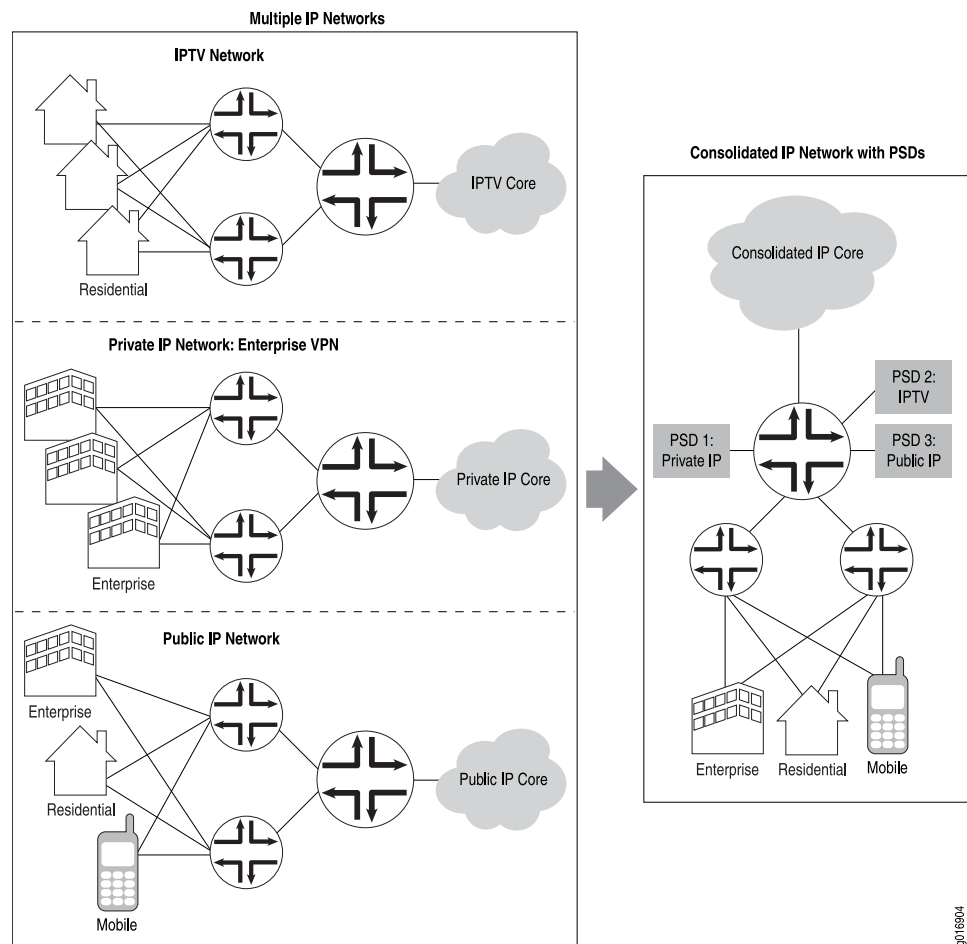 Multiple IP Networks
IPTV Network
IPTV Core
Residential
Private IP Network: Enterprise VPN
Private IP Core
Enterprise
Public IP Network
Enterprise
Residential
Public IP Core
Mobile
Consolidated IP Network with PSDs
Consolidated IP Core
PSD 2:
IPTV
PSD 1:
Private IP
PSD 3:
Public IP
Enterprise
Residential
Mobile
g016904